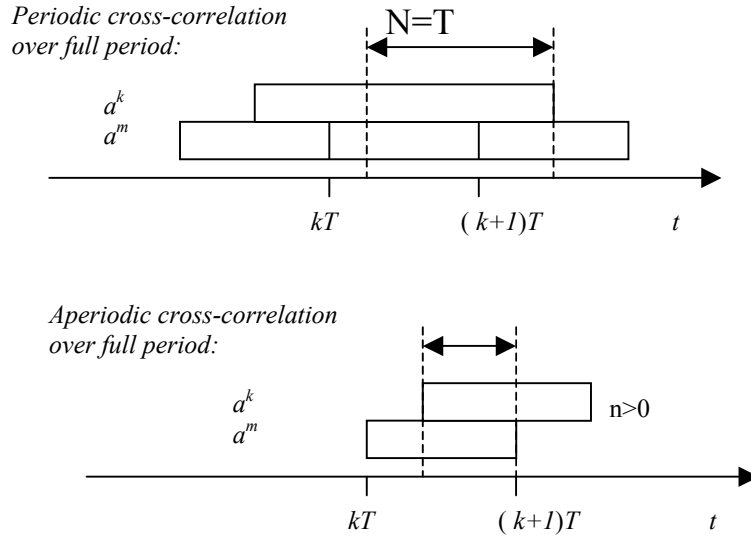 Periodic cross-correlation
over full period:
N=T
a^k
a^m
kT
( k+1)T
t
Aperiodic cross-correlation
over full period:
a^k
n>0
a^m
kT
( k+1)T
t